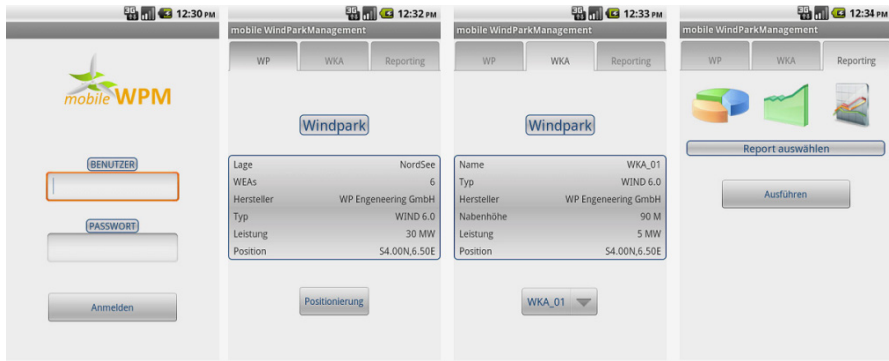 3G 12:30 PM
mobile WPM
BENUTZER
PASSWORT
Anmelden
3G 12:32 PM
mobile WindParkManagement
WP WKA Reporting
Windpark
Lage NordSee
WEAs 6
Hersteller WP Engeneering GmbH
Typ WIND 6.0
Leistung 30 MW
Position S4.00N,6.50E
Positionierung
3G 12:33 PM
mobile WindParkManagement
WP WKA Reporting
Windpark
Name WKA_01
Typ WIND 6.0
Hersteller WP Engeneering GmbH
Nabenhöhe 90 M
Leistung 5 MW
Position S4.00N,6.50E
WKA_01
3G 12:34 PM
mobile WindParkManagement
WP WKA Reporting
Report auswählen
Ausführen